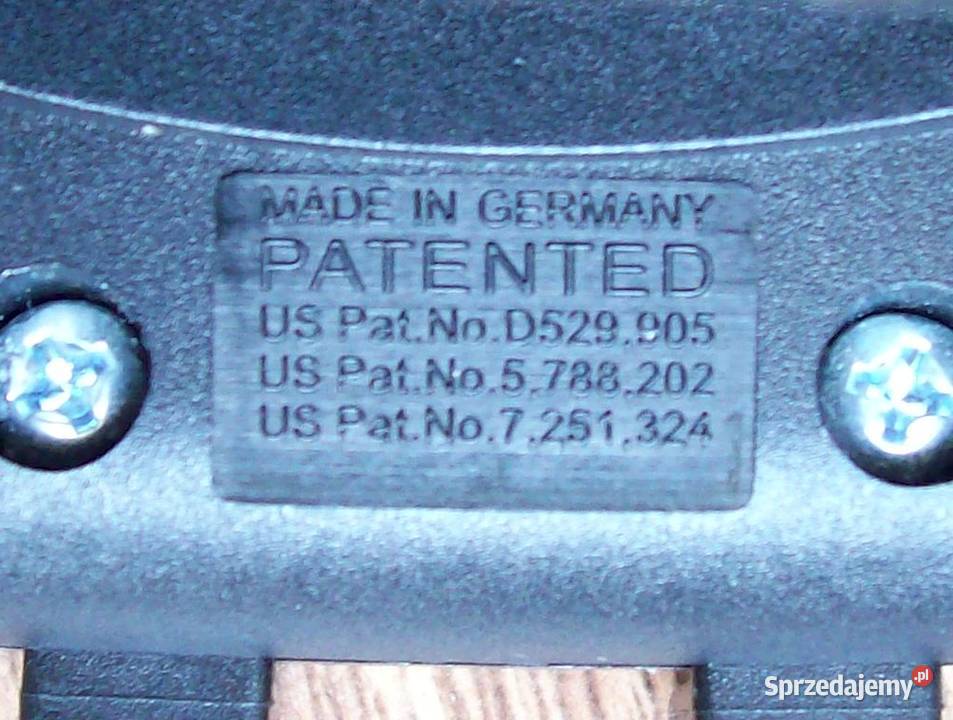 MADE IN GERMANY
PATENTED
US Pat.No.D529.905
US Pat.No.5.788.202
US Pat.No.7.251.324
Sprzedajemy.pl